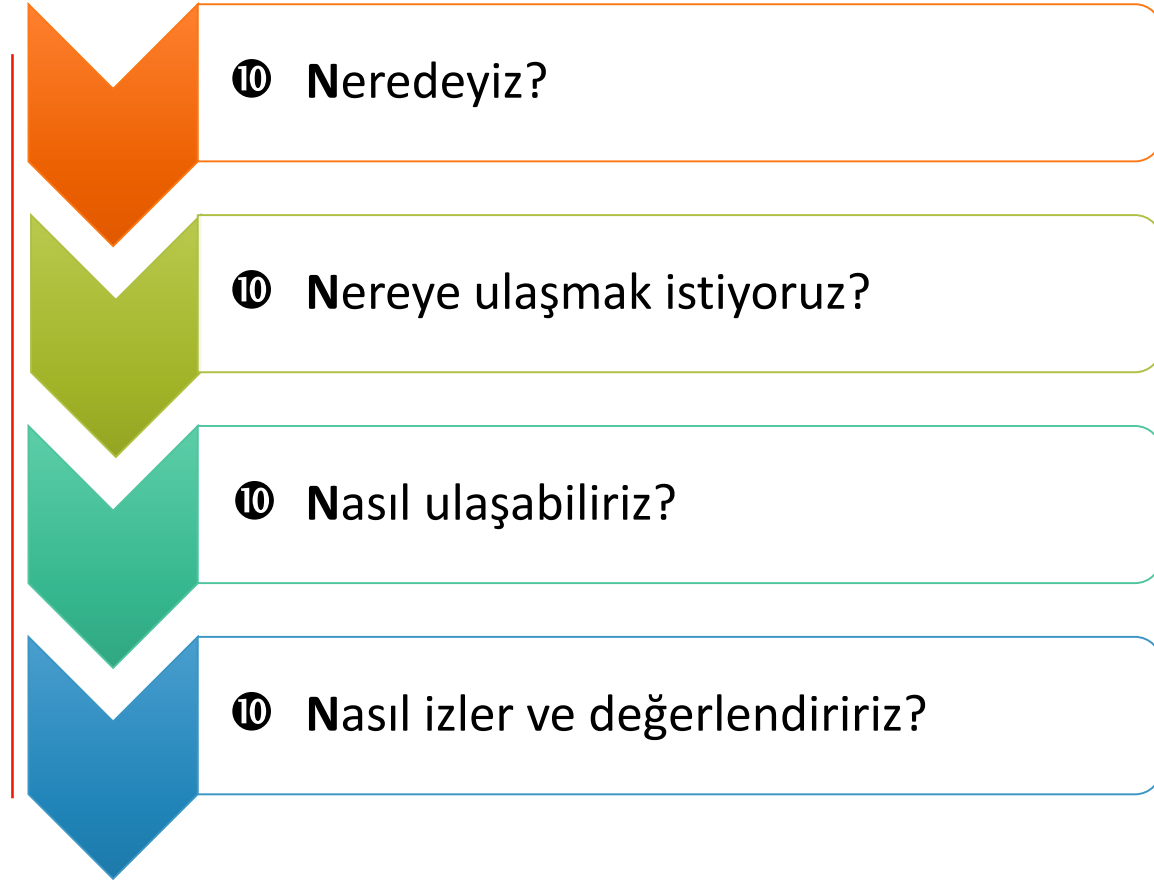 ❿ Neredeyiz?
❿ Nereye ulaşmak istiyoruz?
❿ Nasıl ulaşabiliriz?
❿ Nasıl izler ve değerlendiririz?